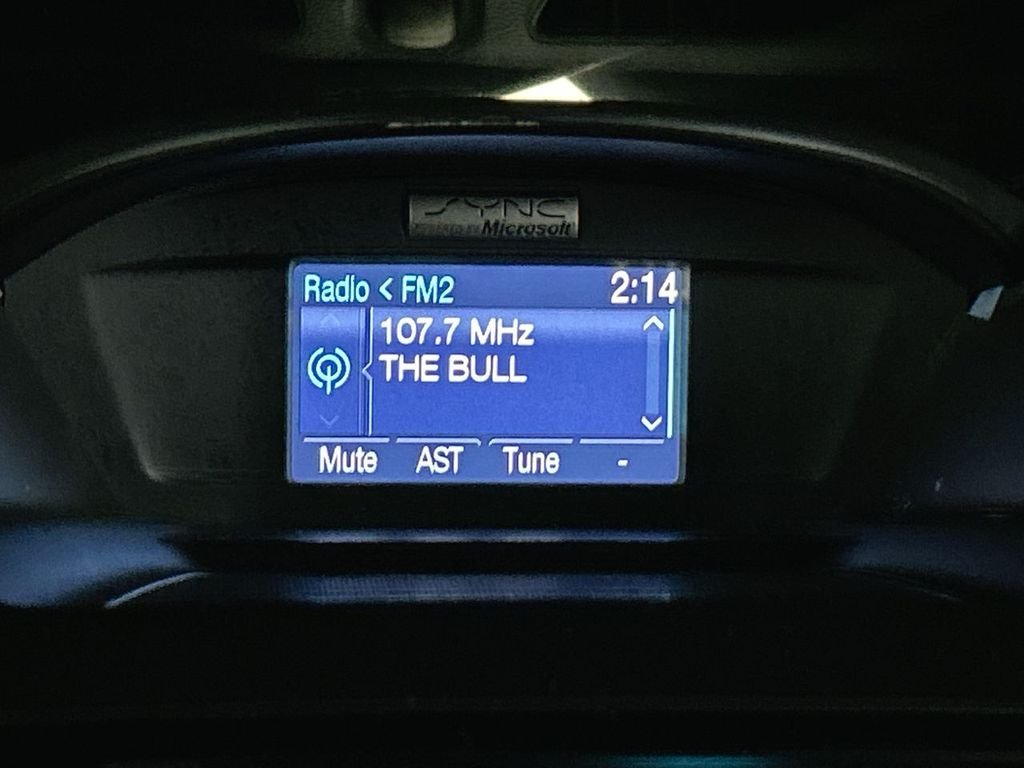 SYNC
Microsoft
Radio < FM2 2:14
107.7 MHz
THE BULL
Mute AST Tune -